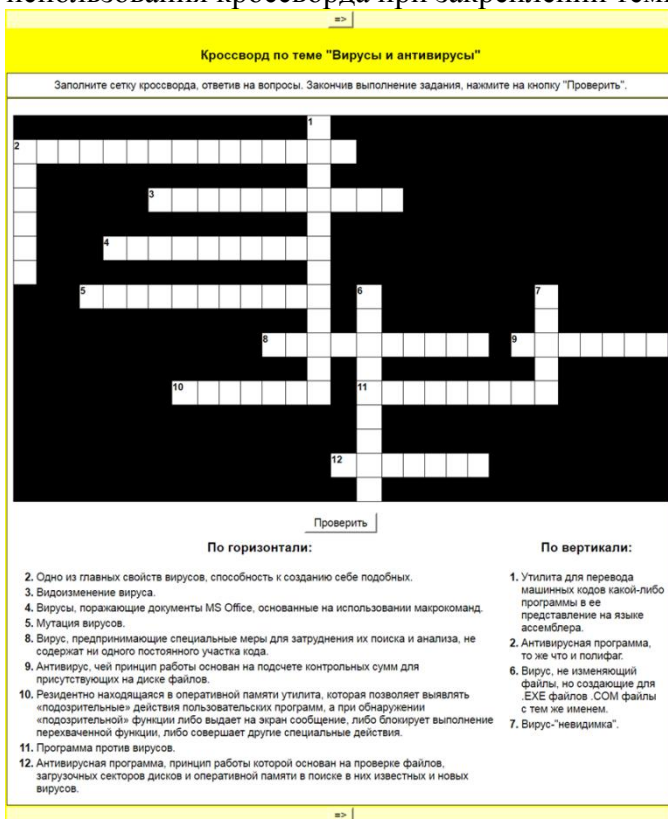 использования кроссворда при закреплении тем
=>
Кроссворд по теме "Вирусы и антивирусы"
Заполните сетку кроссворда, ответив на вопросы. Закончив выполнение задания, нажмите на кнопку "Проверить".
1
2
3
4
5
6
7
8
9
10
11
12
Проверить
По горизонтали:
2. Одно из главных свойств вирусов, способность к созданию себе подобных.
3. Видоизменение вируса.
4. Вирусы, поражающие документы MS Office, основанные на использовании макрокоманд.
5. Мутация вирусов.
8. Вирус, предпринимающие специальные меры для затруднения их поиска и анализа, не
содержат ни одного постоянного участка кода.
9. Антивирус, чей принцип работы основан на подсчете контрольных сумм для
присутствующих на диске файлов.
10. Резидентно находящаяся в оперативной памяти утилита, которая позволяет выявлять
«подозрительные» действия пользовательских программ, а при обнаружении
«подозрительной» функции либо выдает на экран сообщение, либо блокирует выполнение
перехваченной функции, либо совершает другие специальные действия.
11. Программа против вирусов.
12. Антивирусная программа, принцип работы которой основан на проверке файлов,
загрузочных секторов дисков и оперативной памяти в поиске в них известных и новых
вирусов.
По вертикали:
1. Утилита для перевода
машинных кодов какой-либо
программы в ее
представление на языке
ассемблера.
2. Антивирусная программа,
то же что и полифаг.
6. Вирус, не изменяющий
файлы, но создающие для
.EXE файлов .COM файлы
с тем же именем.
7. Вирус-"невидимка".
=>